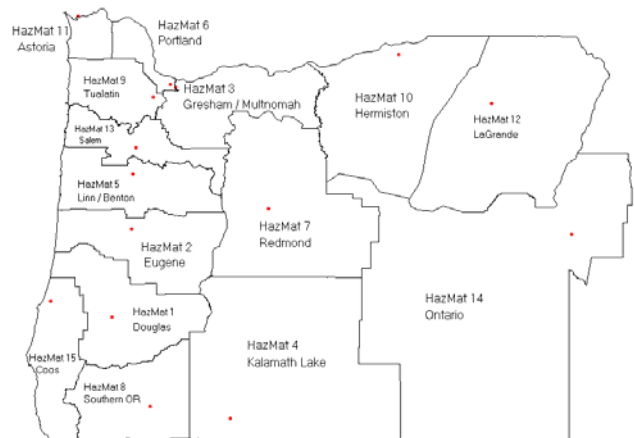 HazMat 11
Astoria
HazMat 6
Portland
HazMat 9
Tualatin
HazMat 3
Gresham / Multnomah
HazMat 10
Hermiston
HazMat 12
LaGrande
HazMat 13
Salem
HazMat 5
Linn / Benton
HazMat 7
Redmond
HazMat 2
Eugene
HazMat 14
Ontario
HazMat 1
Douglas
HazMat 4
Kalamath Lake
HazMat 15
Coos
HazMat 8
Southern OR